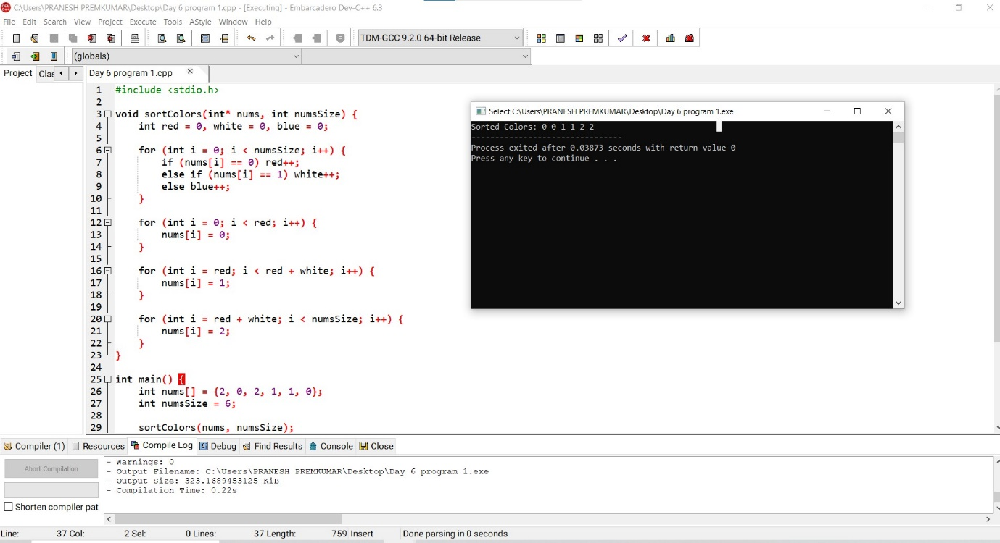 C:\Users\PRANESH PREMKUMAR\Desktop\Day 6 program 1.cpp - [Executing] - Embarcadero Dev-C++ 6.3
File Edit Search View Project Execute Tools AStyle Window Help
TDM-GCC 9.2.0 64-bit Release
(globals)
Project Clas Day 6 program 1.cpp
1 #include <stdio.h>
2
3 void sortColors(int* nums, int numsSize) {
4 int red = 0, white = 0, blue = 0;
5
6 for (int i = 0; i < numsSize; i++) {
7 if (nums[i] == 0) red++;
8 else if (nums[i] == 1) white++;
9 else blue++;
10 }
11
12 for (int i = 0; i < red; i++) {
13 nums[i] = 0;
14 }
15
16 for (int i = red; i < red + white; i++) {
17 nums[i] = 1;
18 }
19
20 for (int i = red + white; i < numsSize; i++) {
21 nums[i] = 2;
22 }
23 }
24
25 int main() {
26 int nums[] = {2, 0, 2, 1, 1, 0};
27 int numsSize = 6;
28
29 sortColors(nums, numsSize);
Select C:\Users\PRANESH PREMKUMAR\Desktop\Day 6 program 1.exe
Sorted Colors: 0 0 1 1 2 2
--------------------------------
Process exited after 0.03873 seconds with return value 0
Press any key to continue . . .
Compiler (1) Resources Compile Log Debug Find Results Console Close
Abort Compilation
Shorten compiler pat
- Warnings: 0
- Output Filename: C:\Users\PRANESH PREMKUMAR\Desktop\Day 6 program 1.exe
- Output Size: 323.1689453125 KiB
- Compilation Time: 0.22s
Line: 37 Col: 2 Sel: 0 Lines: 37 Length: 759 Insert Done parsing in 0 seconds